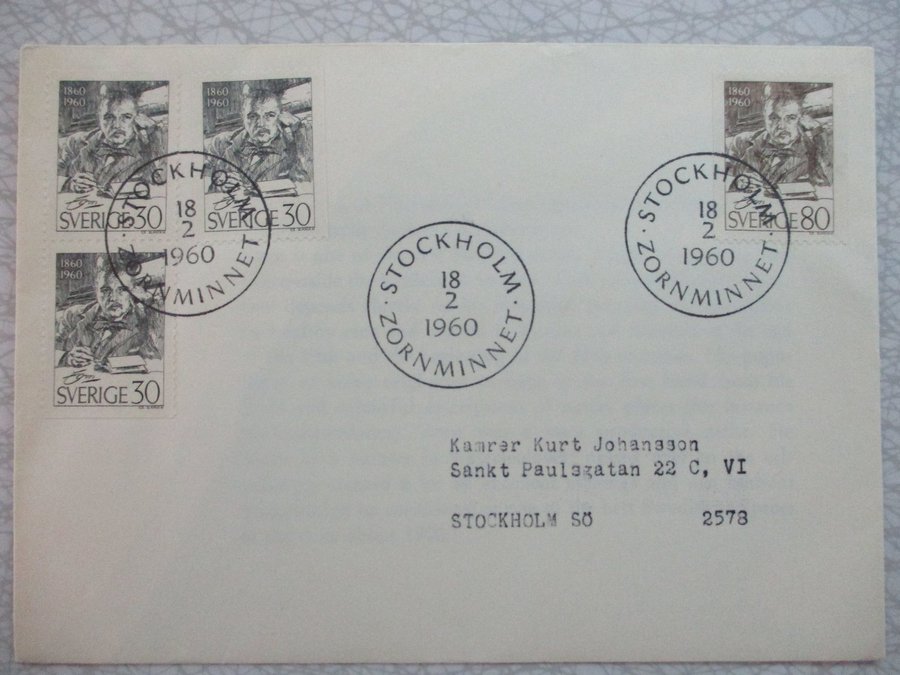 1860
1960
SVERIGE 30
1860
1960
SVERIGE 30
1860
1960
SVERIGE 30
1860
1960
SVERIGE 80
· STOCKHOLM ·
18
2
1960
ZORNMINNET
· STOCKHOLM ·
18
2
1960
ZORNMINNET
· STOCKHOLM ·
18
2
1960
ZORNMINNET
Kamrer Kurt Johansson
Sankt Paulsgatan 22 C, VI
STOCKHOLM SÖ 2578